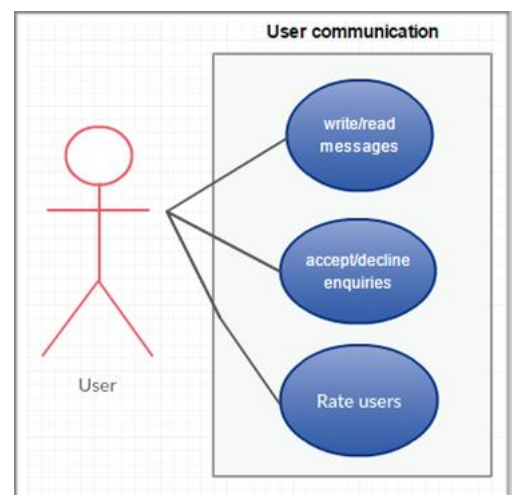 User communication
write/read
messages
accept/decline
enquiries
Rate users
User